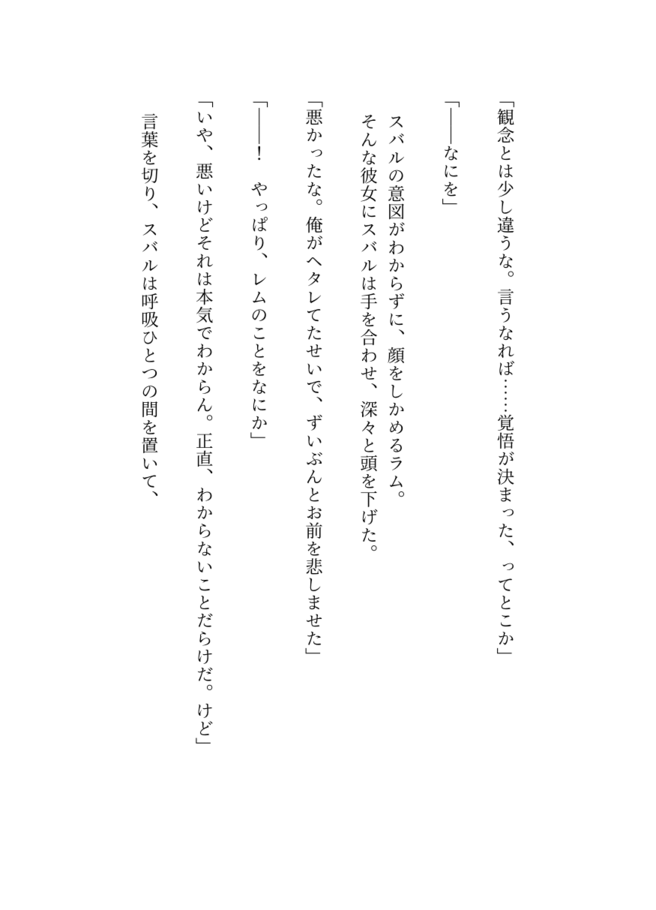 「観念とは少し違うな。言うなれば……覚悟が決まった、ってとこか」
「――なにを」
　スバルの意図がわからずに、顔をしかめるラム。
　そんな彼女にスバルは手を合わせ、深々と頭を下げた。
「悪かったな。俺がヘタレてたせいで、ずいぶんとお前を悲しませた」
「――！　やっぱり、レムのことをなにか」
「いや、悪いけどそれは本気でわからん。正直、わからないことだらけだ。けど」
　言葉を切り、スバルは呼吸ひとつの間を置いて、